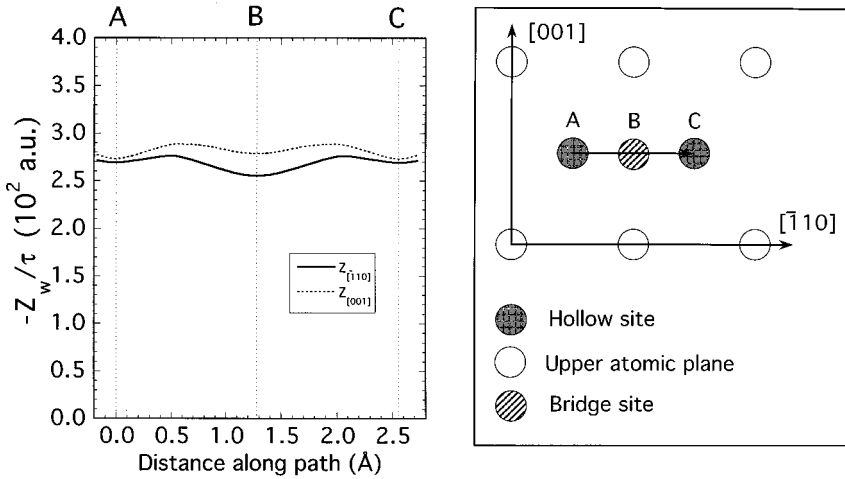 A B C
4.0
3.5
3.0
2.5
2.0
1.5
1.0
0.5
0.0
-Z_w/τ (10² a.u.)
Z_[1̄10]
Z_[001]
0.0 0.5 1.0 1.5 2.0 2.5
Distance along path (Å)
[001]
A B C
[1̄10]
Hollow site
Upper atomic plane
Bridge site